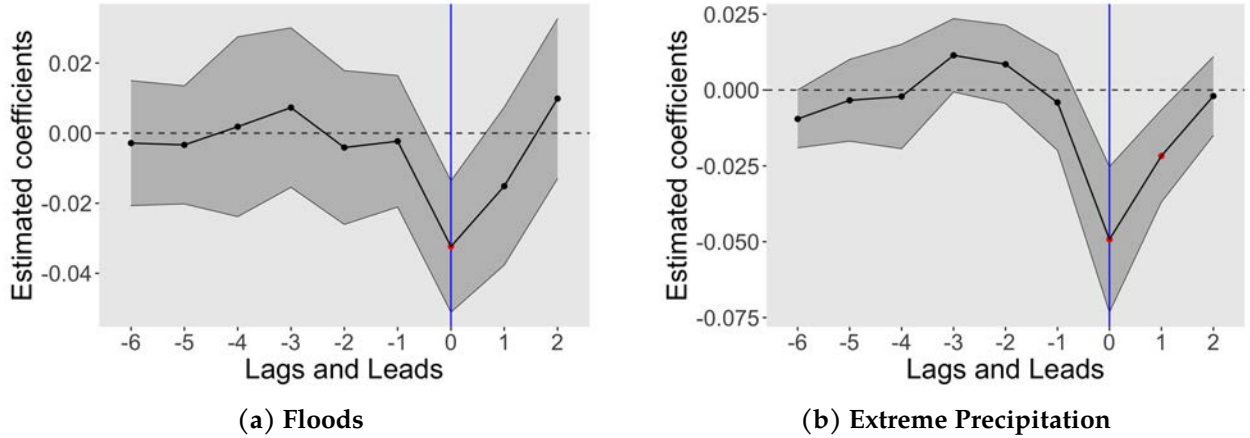 Estimated coefficients
0.02
0.00
-0.02
-0.04
-6 -5 -4 -3 -2 -1 0 1 2
Lags and Leads
(a) Floods
Estimated coefficients
0.025
0.000
-0.025
-0.050
-0.075
-6 -5 -4 -3 -2 -1 0 1 2
Lags and Leads
(b) Extreme Precipitation